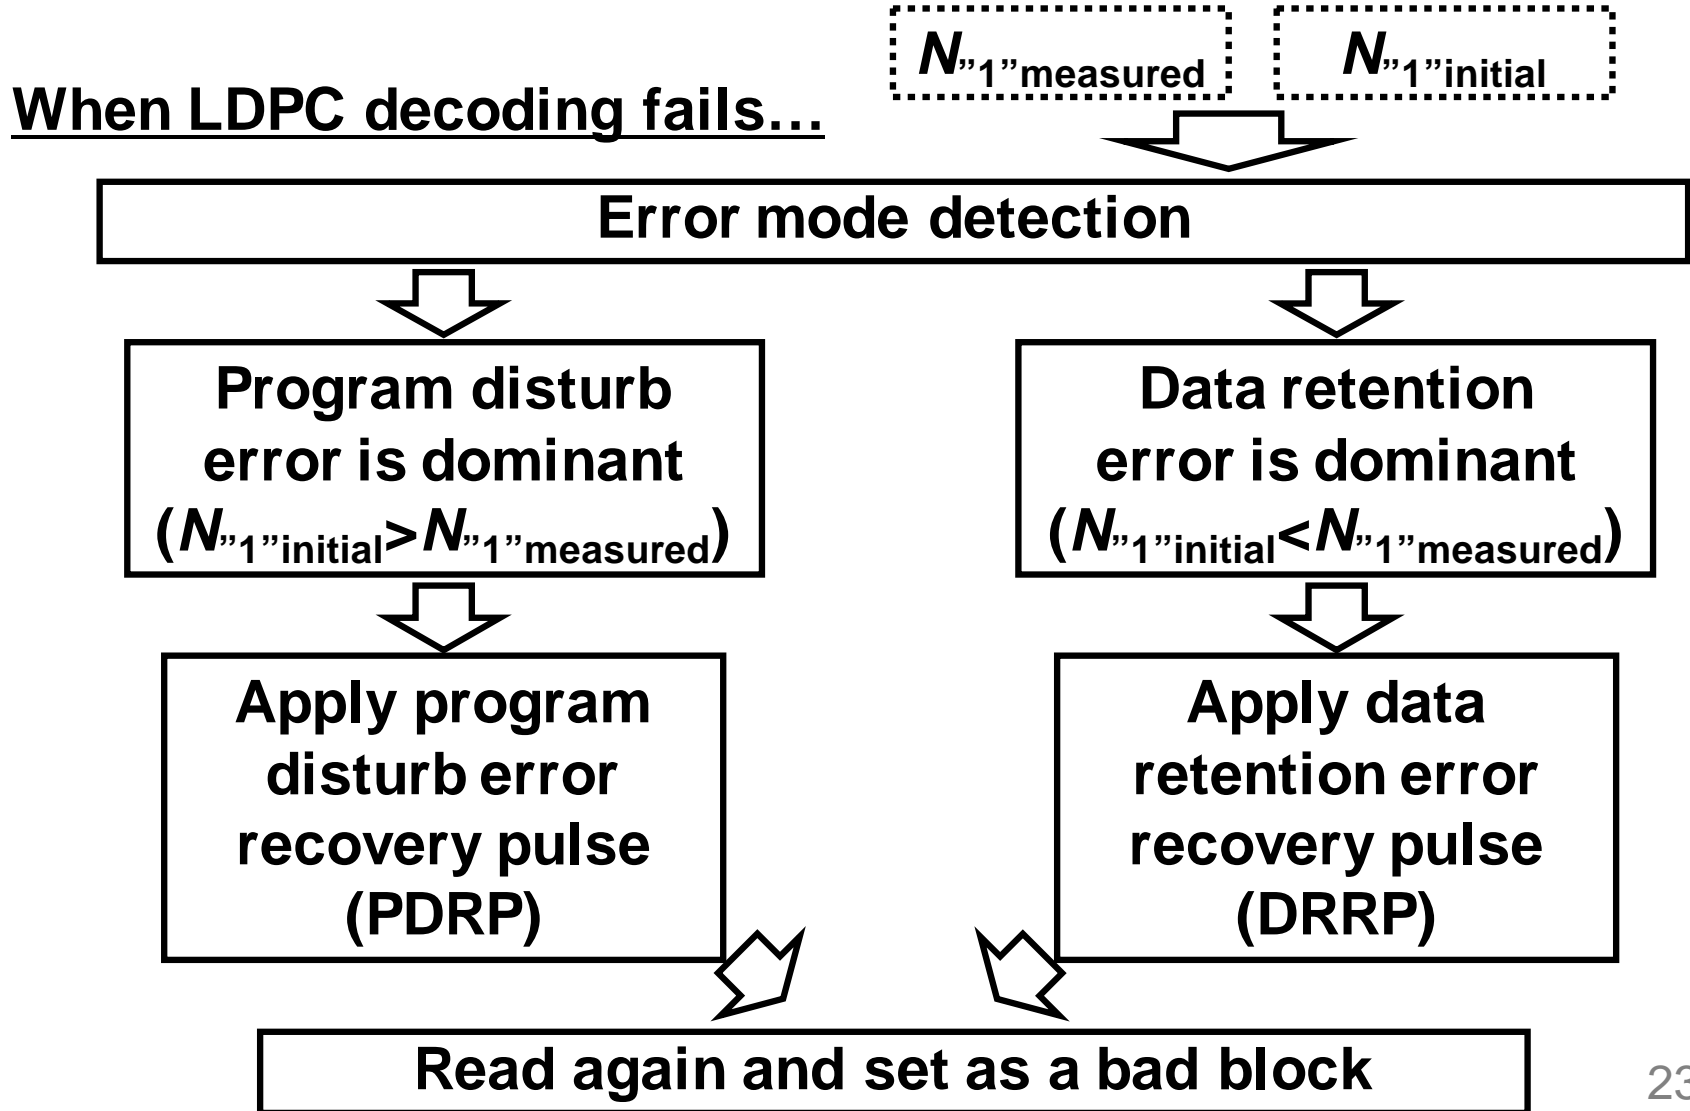 N”1”measured
N”1”initial
When LDPC decoding fails…
Error mode detection
Program disturb
error is dominant
(N”1”initial>N”1”measured)
Data retention
error is dominant
(N”1”initial<N”1”measured)
Apply program
disturb error
recovery pulse
(PDRP)
Apply data
retention error
recovery pulse
(DRRP)
Read again and set as a bad block
23